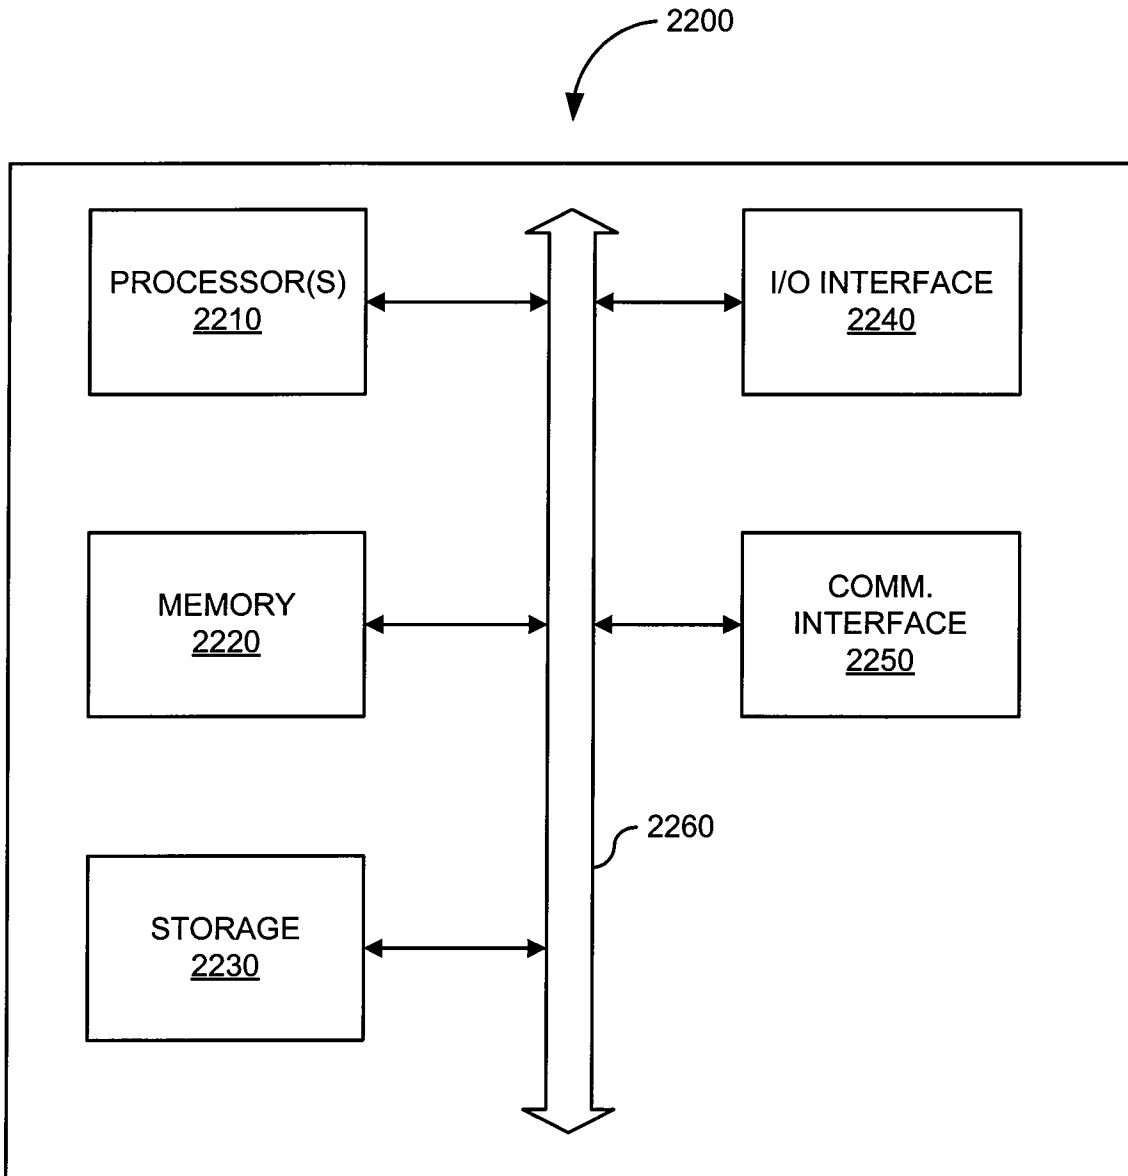 2200
PROCESSOR(S)
2210
I/O INTERFACE
2240
MEMORY
2220
COMM.
INTERFACE
2250
2260
STORAGE
2230